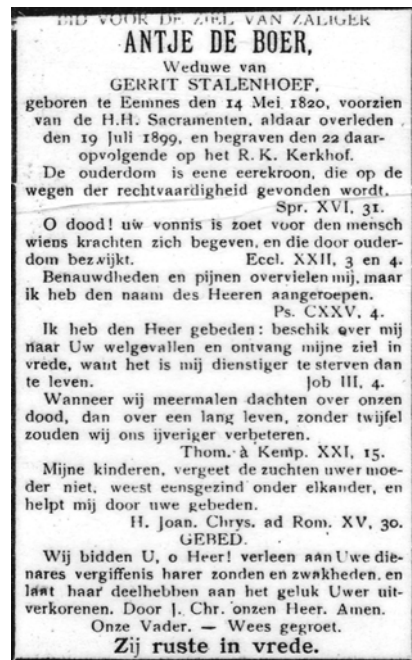 BID VOOR DE ZIEL VAN ZALIGER
ANTJE DE BOER,
Weduwe van
GERRIT STALENHOEF,
geboren te Eemnes den 14 Mei 1820, voorzien
van de H.H. Sacramenten, aldaar overleden
den 19 Juli 1899, en begraven den 22 daar-
opvolgende op het R. K. Kerkhof.
De ouderdom is eene eerekroon, die op de
wegen der rechtvaardigheid gevonden wordt.
Spr. XVI, 31.
O dood! uw vonnis is zoet voor den mensch
wiens krachten zich begeven, en die door ouder-
dom bezwijkt. Eccl. XXII, 3 en 4.
Benauwdheden en pijnen overvielen mij, maar
ik heb den naam des Heeren aangeroepen.
Ps. CXXV, 4.
Ik heb den Heer gebeden: beschik over mij
naar Uw welgevallen en ontvang mijne ziel in
vrede, want het is mij dienstiger te sterven dan
te leven. Job III, 4.
Wanneer wij meermalen dachten over onzen
dood, dan over een lang leven, zonder twijfel
zouden wij ons ijveriger verbeteren.
Thom. à Kemp. XXI, 15.
Mijne kinderen, vergeet de zuchten uwer moe-
der niet, weest eensgezind onder elkander, en
helpt mij door uwe gebeden.
H. Joan. Chrys. ad Rom. XV, 30.
GEBED.
Wij bidden U, o Heer! verleen aan Uwe die-
nares vergiffenis harer zonden en zwakheden, en
laat haar deelhebben aan het geluk Uwer uit-
verkorenen. Door J. Chr. onzen Heer. Amen.
Onze Vader. — Wees gegroet.
Zij ruste in vrede.